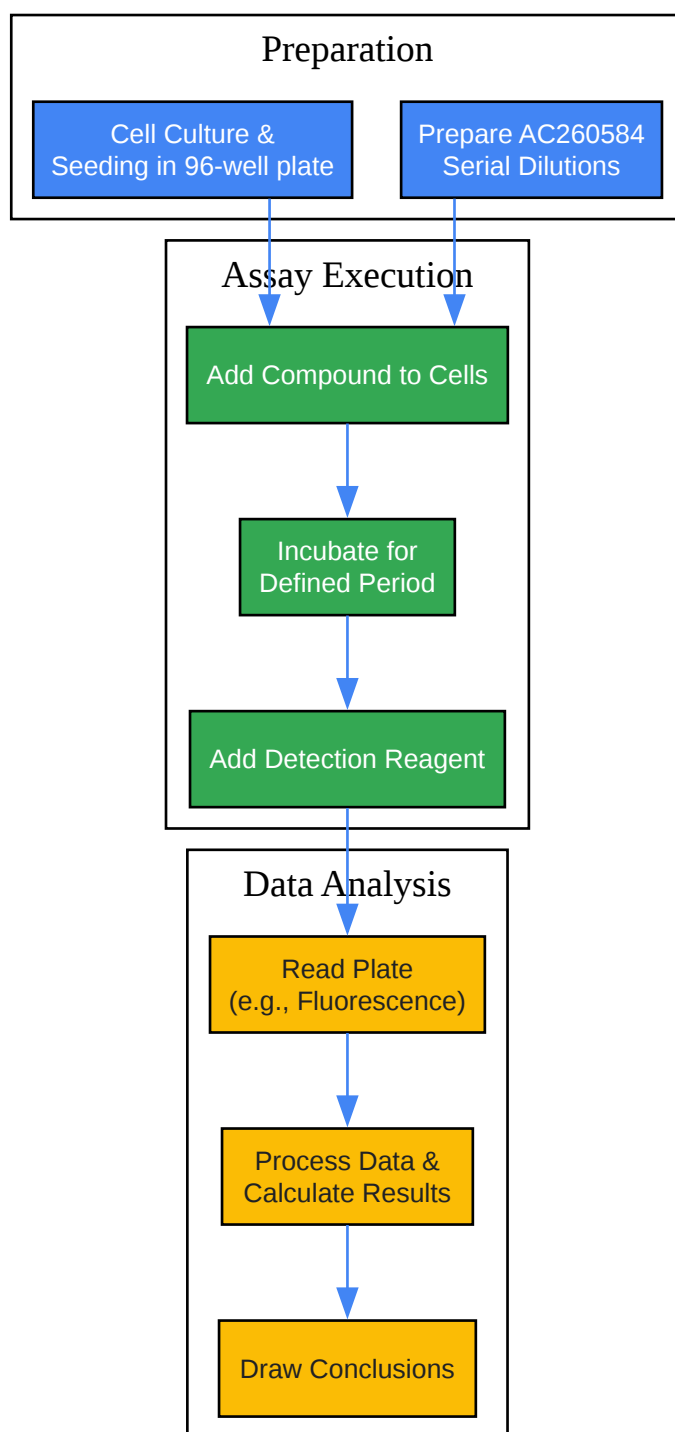 Preparation
Cell Culture &
Seeding in 96-well plate
Prepare AC260584
Serial Dilutions
Assay Execution
Add Compound to Cells
Incubate for
Defined Period
Add Detection Reagent
Data Analysis
Read Plate
(e.g., Fluorescence)
Process Data &
Calculate Results
Draw Conclusions